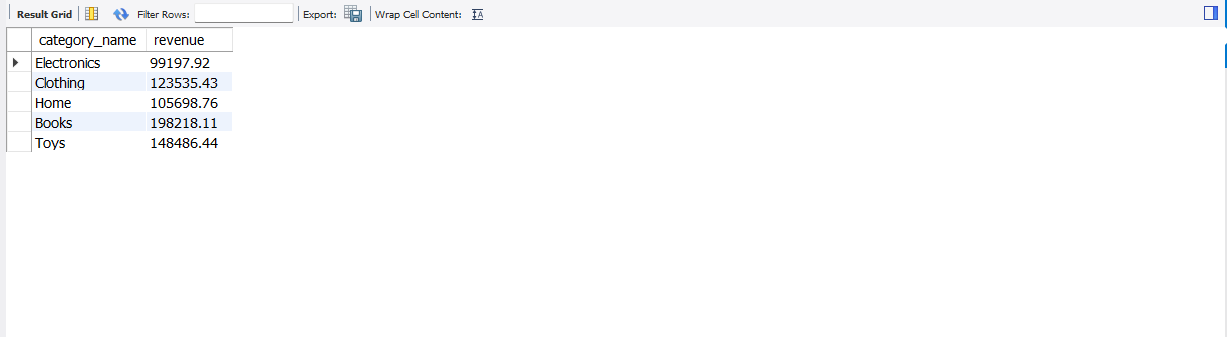 Result Grid Filter Rows: Export: Wrap Cell Content:
category_name revenue
Electronics 99197.92
Clothing 123535.43
Home 105698.76
Books 198218.11
Toys 148486.44